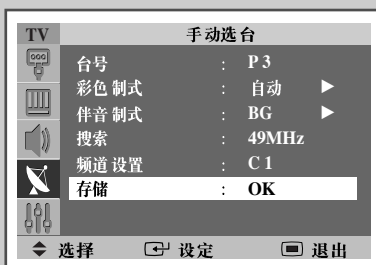 TV 手动选台
台号 : P 3
彩色 制式 : 自动 ▶
伴音 制式 : BG ▶
搜索 : 49MHz
频道 设置 : C 1
存储 : OK
选择 设定 退出